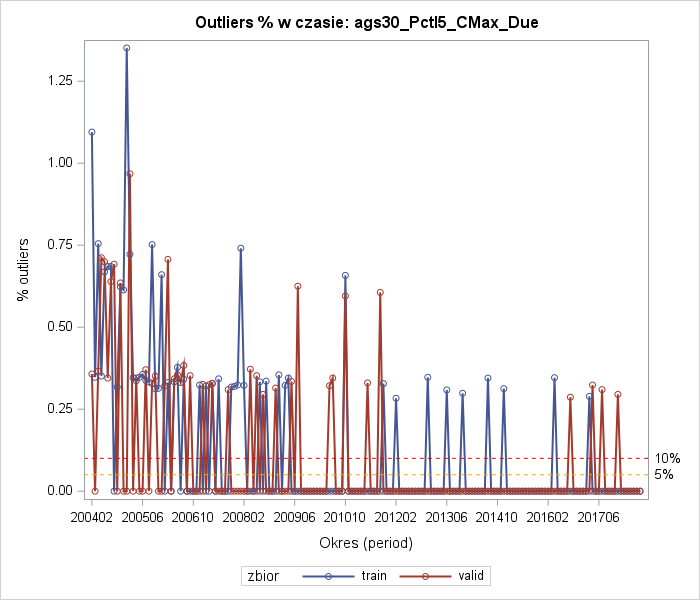 Outliers % w czasie: ags30_Pctl5_CMax_Due
1.25
1.00
0.75
0.50
0.25
0.00
% outliers
10%
5%
200402 200506 200610 200802 200906 201010 201202 201306 201410 201602 201706
Okres (period)
zbior train valid